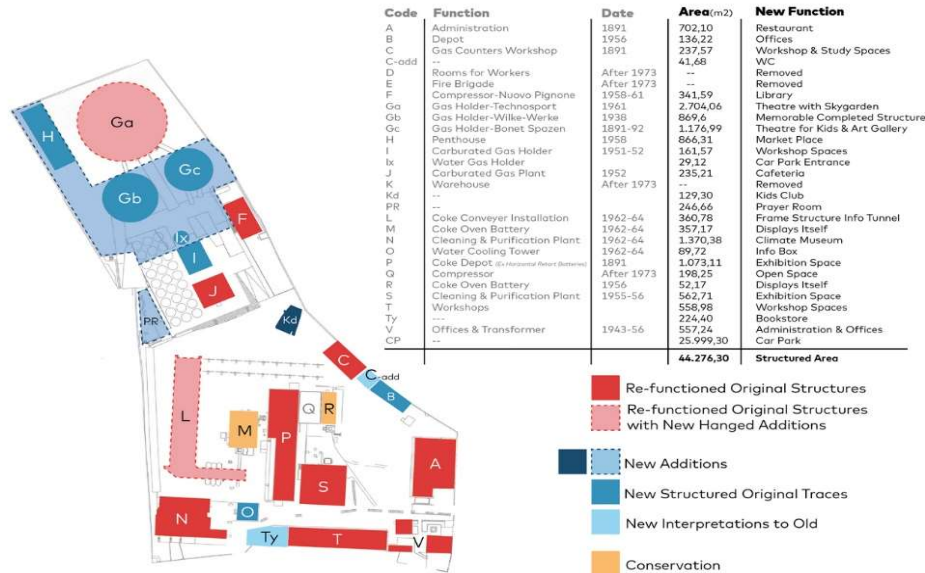 Code Function Date Area(m2) New Function
A Administration 1891 702,10 Restaurant
B Depot 1956 136,22 Offices
C Gas Counters Workshop 1891 237,57 Workshop & Study Spaces
C-add -- 41,68 WC
D Rooms for Workers After 1973 -- Removed
E Fire Brigade After 1973 -- Removed
F Compressor-Nuovo Pignone 1958-61 341,59 Library
Ga Gas Holder-Technosport 1961 2.704,06 Theatre with Skygarden
Gb Gas Holder-Wilke-Werke 1938 869,6 Memorable Completed Structure
Gc Gas Holder-Bonet Spazen 1891-92 1.176,99 Theatre for Kids & Art Gallery
H Penthouse 1958 866,31 Market Place
I Carburated Gas Holder 1951-52 161,57 Workshop Spaces
Ix Water Gas Holder 29,12 Car Park Entrance
J Carburated Gas Plant 1952 235,21 Cafeteria
K Warehouse After 1973 -- Removed
Kd -- 129,30 Kids Club
PR -- 246,66 Prayer Room
L Coke Conveyer Installation 1962-64 360,78 Frame Structure Info Tunnel
M Coke Oven Battery 1962-64 357,17 Displays Itself
N Cleaning & Purification Plant 1962-64 1.370,38 Climate Museum
O Water Cooling Tower 1962-64 89,72 Info Box
P Coke Depot (Ex Horizontal Retort Batteries) 1891 1.073,11 Exhibition Space
Q Compressor After 1973 198,25 Open Space
R Coke Oven Battery 1956 52,17 Displays Itself
S Cleaning & Purification Plant 1955-56 562,71 Exhibition Space
T Workshops 558,98 Workshop Spaces
Ty --- 224,40 Bookstore
V Offices & Transformer 1943-56 557,24 Administration & Offices
CP -- 25.999,30 Car Park
44.276,30 Structured Area
Ga
H
Gc
Gb
F
Ix
I
J
PR
Kd
C
C-add
B
L
Q
R
M
P
A
S
N
O
Ty
T
V
Re-functioned Original Structures
Re-functioned Original Structures
with New Hanged Additions
New Additions
New Structured Original Traces
New Interpretations to Old
Conservation